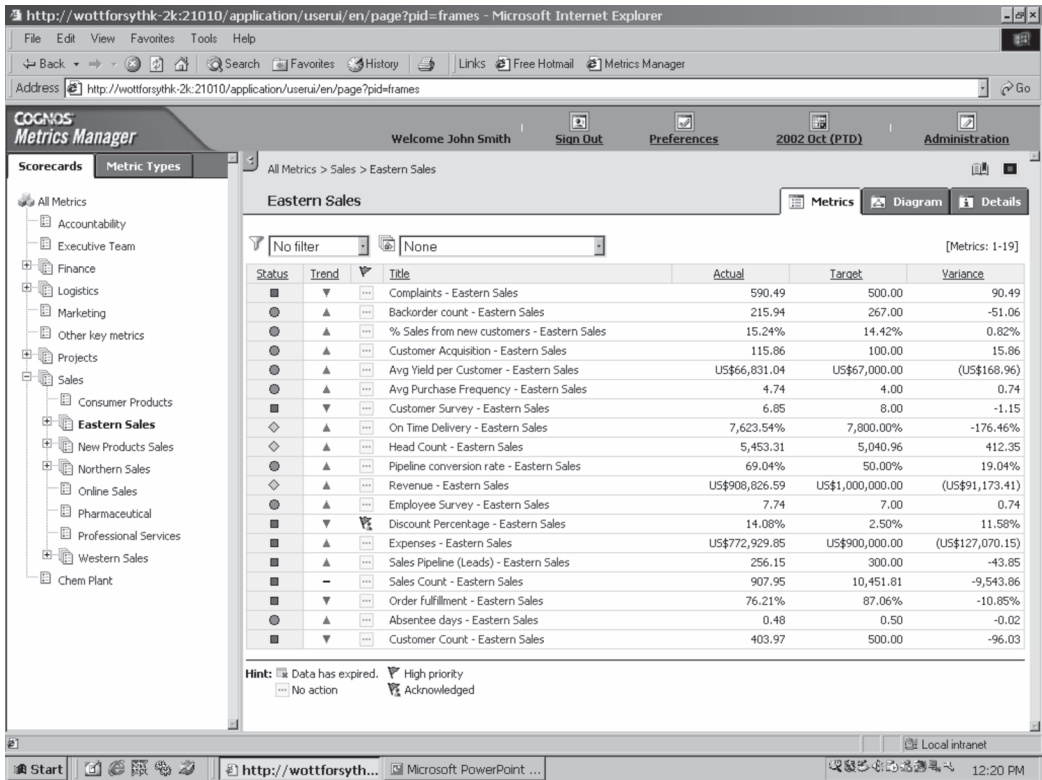 http://wottforsythk-2k:21010/application/userui/en/page?pid=frames - Microsoft Internet Explorer
File Edit View Favorites Tools Help
Back Search Favorites History Links Free Hotmail Metrics Manager
Address http://wottforsythk-2k:21010/application/userui/en/page?pid=frames Go
COGNOS
Metrics Manager
Welcome John Smith Sign Out Preferences 2002 Oct (PTD) Administration
Scorecards Metric Types
All Metrics
Accountability
Executive Team
Finance
Logistics
Marketing
Other key metrics
Projects
Sales
Consumer Products
Eastern Sales
New Products Sales
Northern Sales
Online Sales
Pharmaceutical
Professional Services
Western Sales
Chem Plant
All Metrics > Sales > Eastern Sales
Eastern Sales Metrics Diagram Details
No filter None [Metrics: 1-19]
Status Trend Title Actual Target Variance
Complaints - Eastern Sales 590.49 500.00 90.49
Backorder count - Eastern Sales 215.94 267.00 -51.06
% Sales from new customers - Eastern Sales 15.24% 14.42% 0.82%
Customer Acquisition - Eastern Sales 115.86 100.00 15.86
Avg Yield per Customer - Eastern Sales US$66,831.04 US$67,000.00 (US$168.96)
Avg Purchase Frequency - Eastern Sales 4.74 4.00 0.74
Customer Survey - Eastern Sales 6.85 8.00 -1.15
On Time Delivery - Eastern Sales 7,623.54% 7,800.00% -176.46%
Head Count - Eastern Sales 5,453.31 5,040.96 412.35
Pipeline conversion rate - Eastern Sales 69.04% 50.00% 19.04%
Revenue - Eastern Sales US$908,826.59 US$1,000,000.00 (US$91,173.41)
Employee Survey - Eastern Sales 7.74 7.00 0.74
Discount Percentage - Eastern Sales 14.08% 2.50% 11.58%
Expenses - Eastern Sales US$772,929.85 US$900,000.00 (US$127,070.15)
Sales Pipeline (Leads) - Eastern Sales 256.15 300.00 -43.85
Sales Count - Eastern Sales 907.95 10,451.81 -9,543.86
Order fulfillment - Eastern Sales 76.21% 87.06% -10.85%
Absentee days - Eastern Sales 0.48 0.50 -0.02
Customer Count - Eastern Sales 403.97 500.00 -96.03
Hint: Data has expired. High priority
No action Acknowledged
Local intranet
Start http://wottforsyth... Microsoft PowerPoint ... 12:20 PM